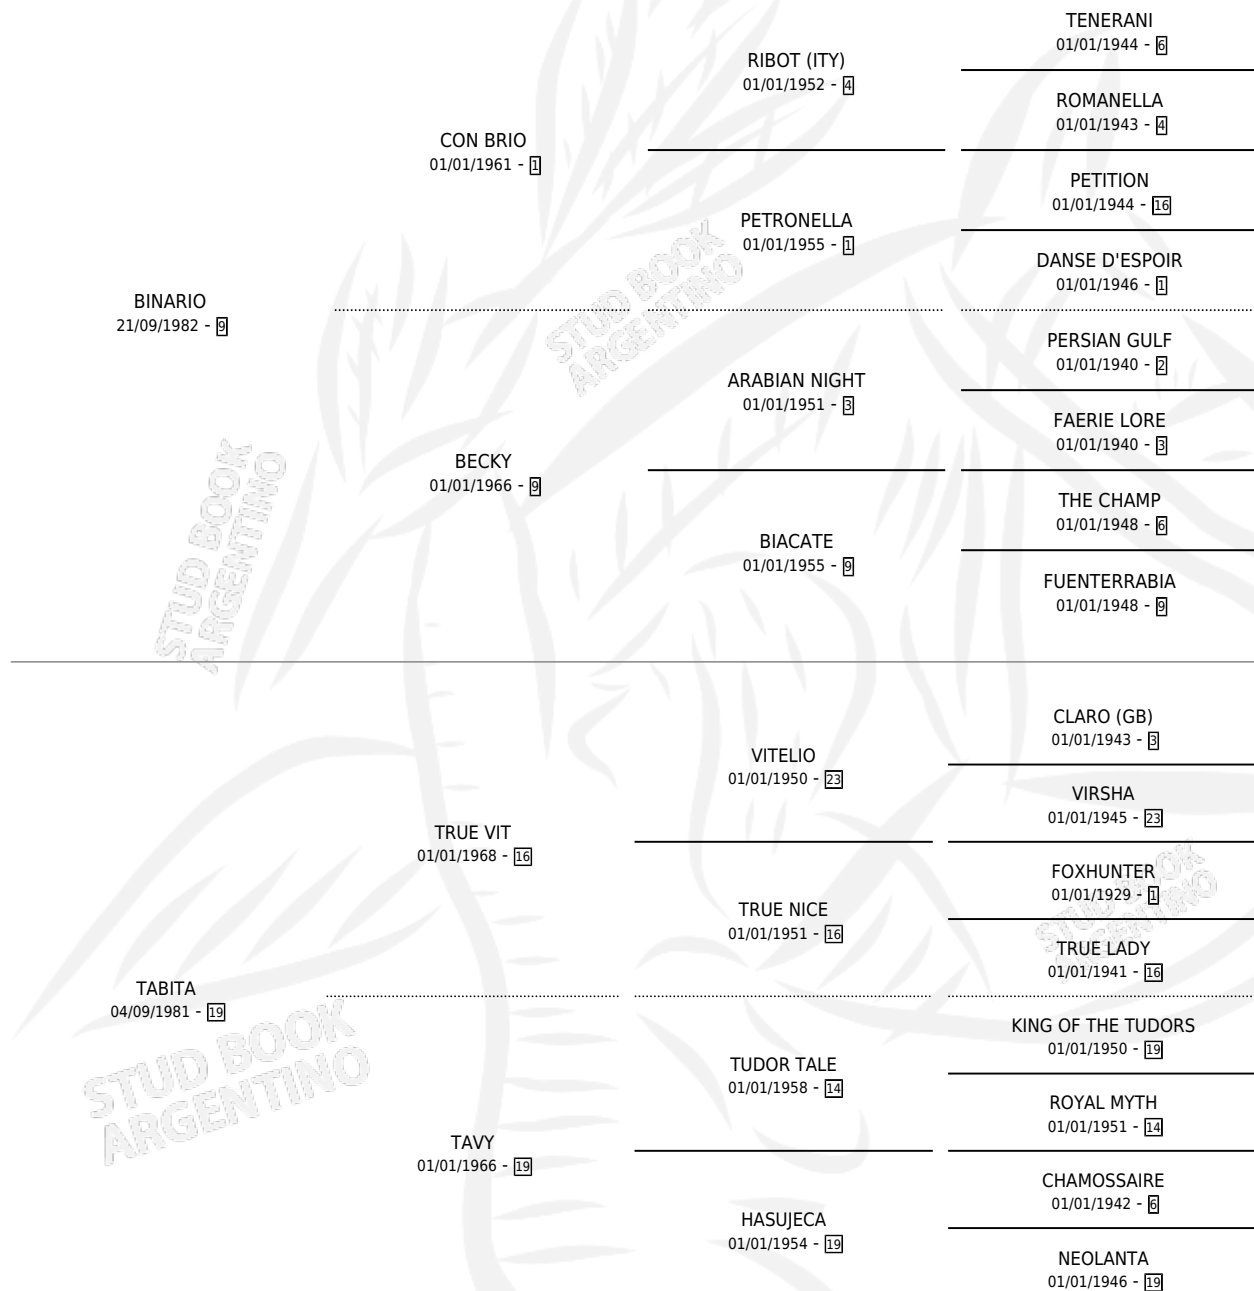 TENERANI
01/01/1944 - 6
RIBOT (ITY)
01/01/1952 - 4
ROMANELLA
01/01/1943 - 4
CON BRIO
01/01/1961 - 1
PETITION
01/01/1944 - 16
PETRONELLA
01/01/1955 - 1
DANSE D'ESPOIR
01/01/1946 - 1
BINARIO
21/09/1982 - 9
PERSIAN GULF
01/01/1940 - 2
ARABIAN NIGHT
01/01/1951 - 3
FAERIE LORE
01/01/1940 - 3
BECKY
01/01/1966 - 9
THE CHAMP
01/01/1948 - 6
BIACATE
01/01/1955 - 9
FUENTERRABIA
01/01/1948 - 9
STUD BOOK
ARGENTINO
STUD BOOK
ARGENTINO
CLARO (GB)
01/01/1943 - 3
VITELIO
01/01/1950 - 23
VIRSHA
01/01/1945 - 23
TRUE VIT
01/01/1968 - 16
FOXHUNTER
01/01/1929 - 1
TRUE NICE
01/01/1951 - 16
TRUE LADY
01/01/1941 - 16
TABITA
04/09/1981 - 19
KING OF THE TUDORS
01/01/1950 - 19
TUDOR TALE
01/01/1958 - 14
ROYAL MYTH
01/01/1951 - 14
TAVY
01/01/1966 - 19
CHAMOSSAIRE
01/01/1942 - 6
HASUJECA
01/01/1954 - 19
NEOLANTA
01/01/1946 - 19
STUD BOOK
ARGENTINO
STUD BOOK
ARGENTINO